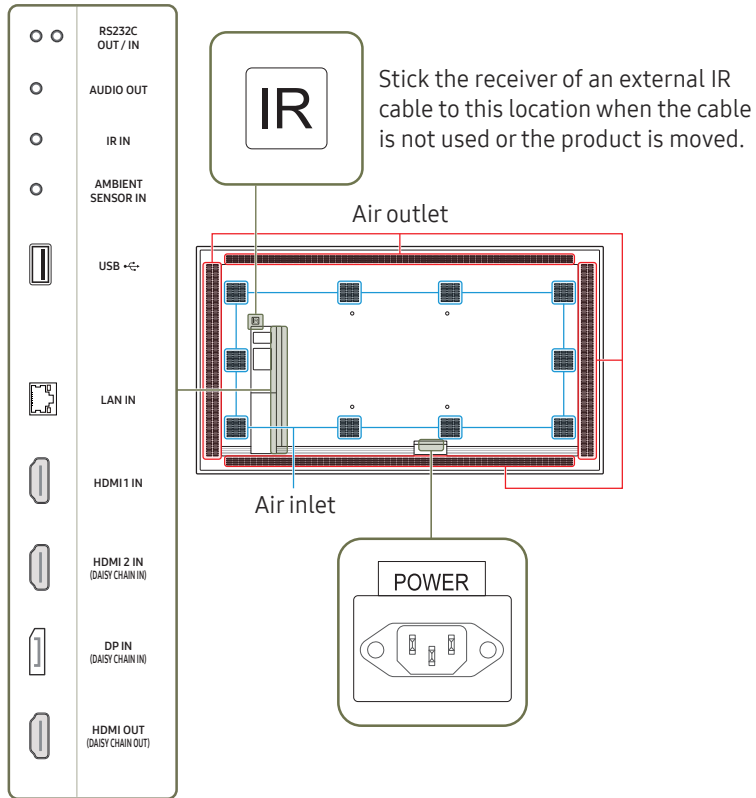 RS232C
OUT / IN
AUDIO OUT
IR IN
AMBIENT
SENSOR IN
USB
LAN IN
HDMI 1 IN
HDMI 2 IN
(DAISY CHAIN IN)
DP IN
(DAISY CHAIN IN)
HDMI OUT
(DAISY CHAIN OUT)
IR
Stick the receiver of an external IR
cable to this location when the cable
is not used or the product is moved.
Air outlet
Air inlet
POWER